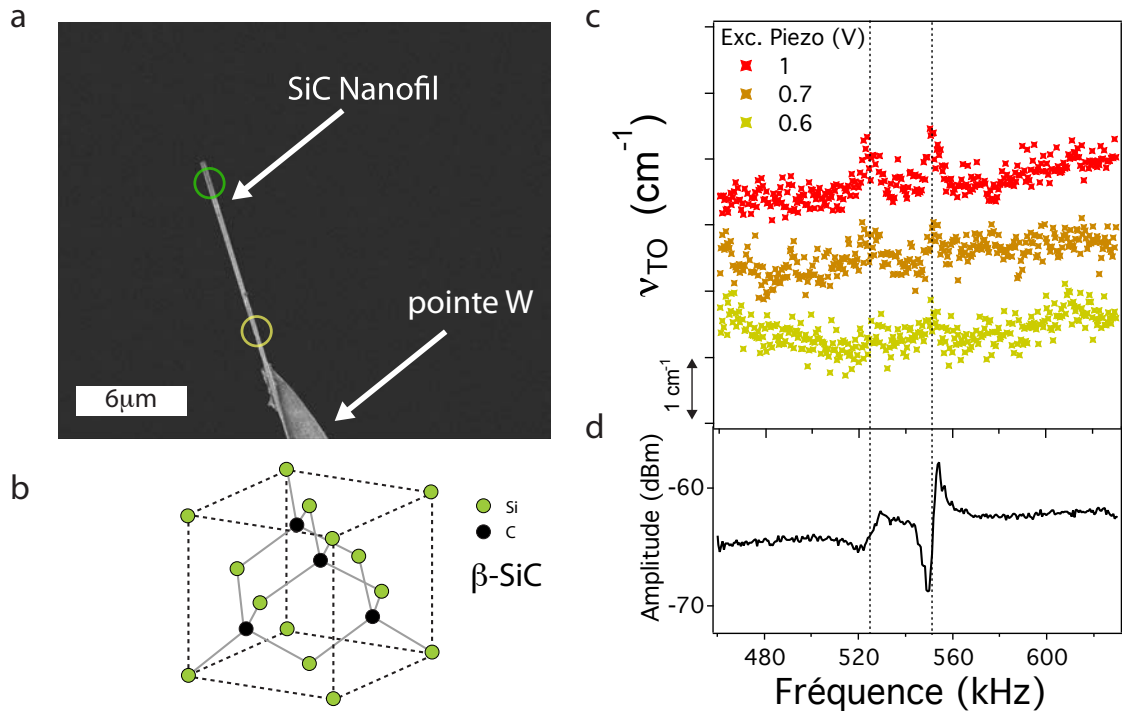 a
SiC Nanofil
pointe W
6μm
b
Si
C
β-SiC
c
Exc. Piezo (V)
1
0.7
0.6
νTO (cm-1)
1 cm-1
d
Amplitude (dBm)
-60
-70
480
520
560
600
Fréquence (kHz)